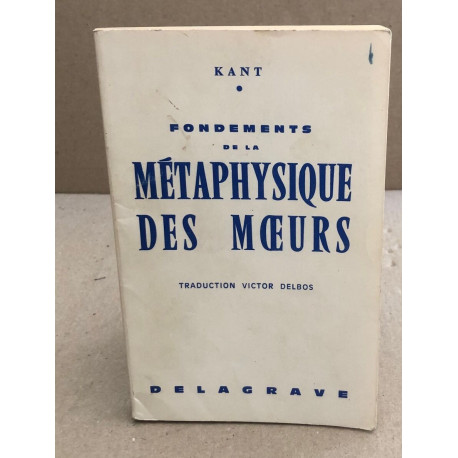 KANT
FONDEMENTS
DE LA
MÉTAPHYSIQUE
DES MŒURS
TRADUCTION VICTOR DELBOS
DELAGRAVE